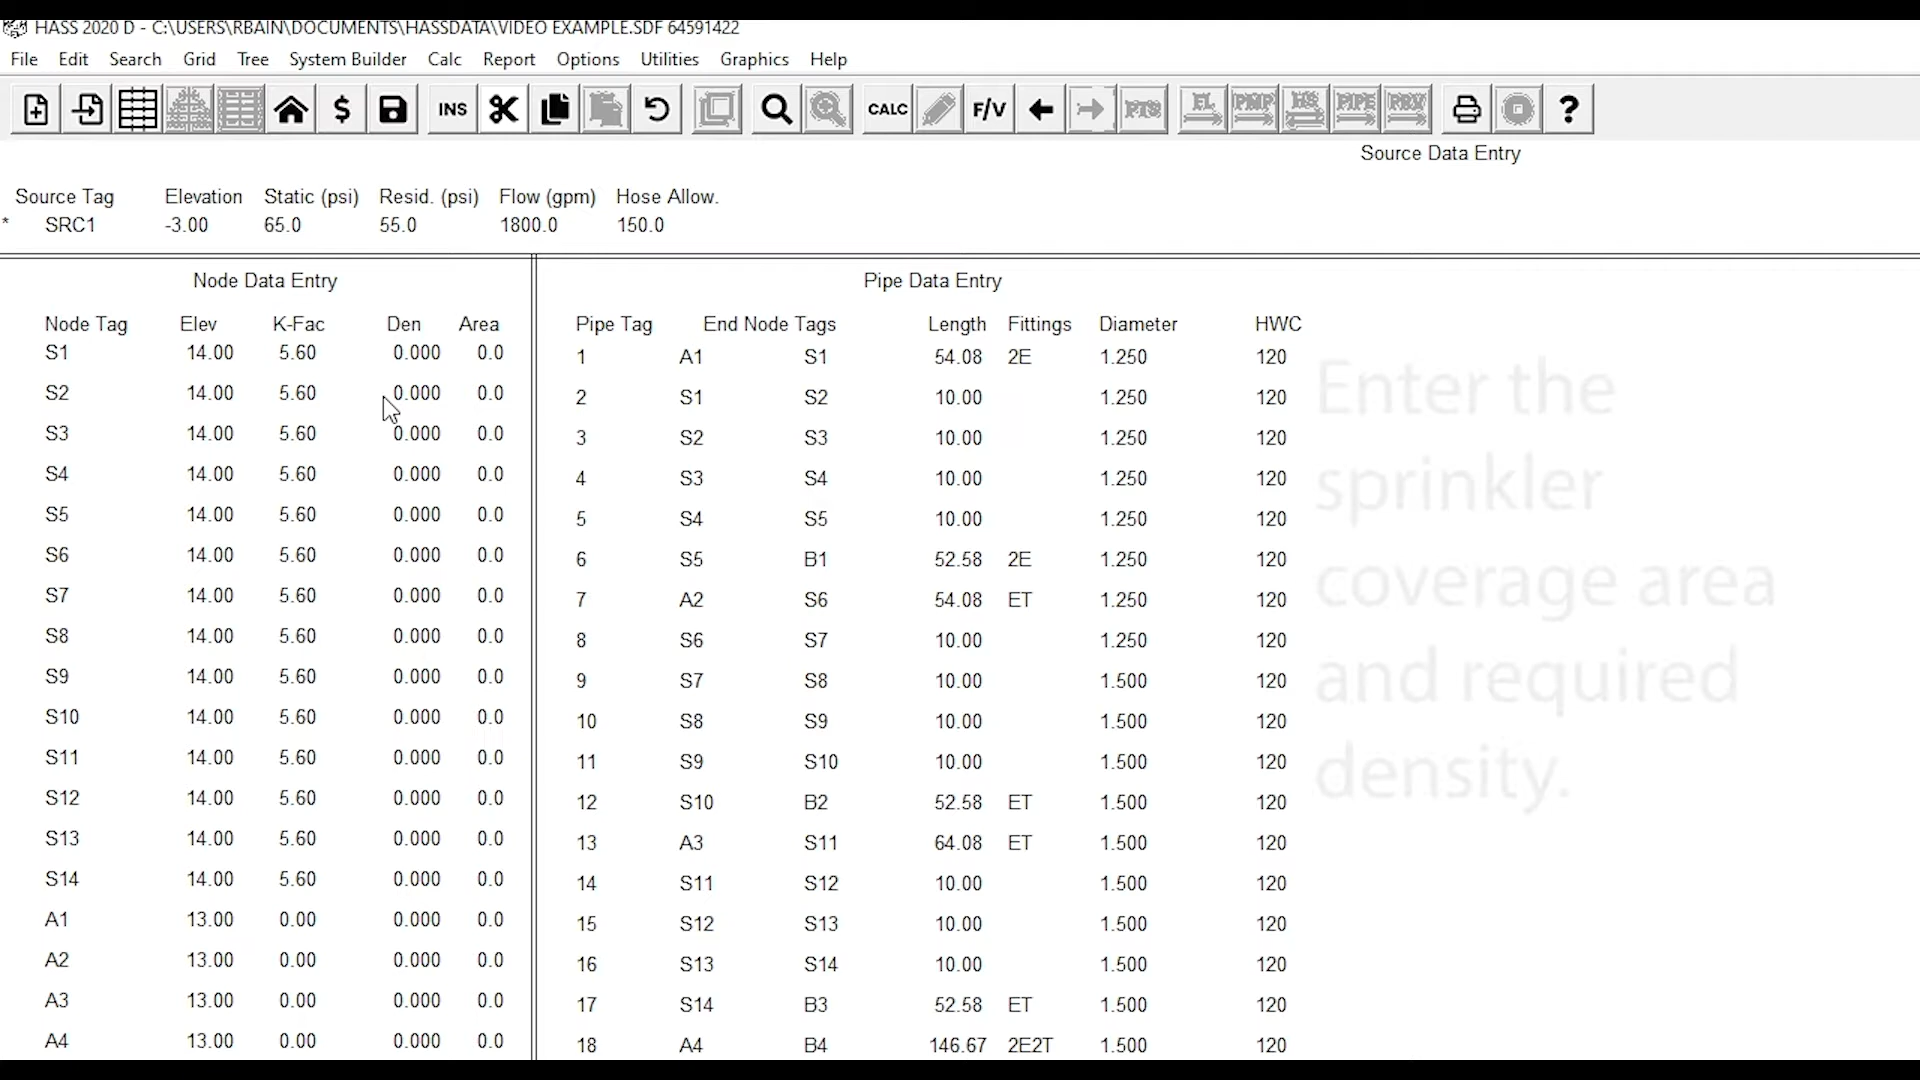 HASS 2020 D - C:\USERS\RBAIN\DOCUMENTS\HASSDATA\VIDEO EXAMPLE.SDF 64591422
File Edit Search Grid Tree System Builder Calc Report Options Utilities Graphics Help
$ INS CALC F/V PTS EL PMP HS PIPE PRV ?
Source Data Entry
Source Tag Elevation Static (psi) Resid. (psi) Flow (gpm) Hose Allow.
* SRC1 -3.00 65.0 55.0 1800.0 150.0
Node Data Entry
Node Tag Elev K-Fac Den Area
S1 14.00 5.60 0.000 0.0
S2 14.00 5.60 0.000 0.0
S3 14.00 5.60 0.000 0.0
S4 14.00 5.60 0.000 0.0
S5 14.00 5.60 0.000 0.0
S6 14.00 5.60 0.000 0.0
S7 14.00 5.60 0.000 0.0
S8 14.00 5.60 0.000 0.0
S9 14.00 5.60 0.000 0.0
S10 14.00 5.60 0.000 0.0
S11 14.00 5.60 0.000 0.0
S12 14.00 5.60 0.000 0.0
S13 14.00 5.60 0.000 0.0
S14 14.00 5.60 0.000 0.0
A1 13.00 0.00 0.000 0.0
A2 13.00 0.00 0.000 0.0
A3 13.00 0.00 0.000 0.0
A4 13.00 0.00 0.000 0.0
Pipe Data Entry
Pipe Tag End Node Tags Length Fittings Diameter HWC
1 A1 S1 54.08 2E 1.250 120
2 S1 S2 10.00 1.250 120
3 S2 S3 10.00 1.250 120
4 S3 S4 10.00 1.250 120
5 S4 S5 10.00 1.250 120
6 S5 B1 52.58 2E 1.250 120
7 A2 S6 54.08 ET 1.250 120
8 S6 S7 10.00 1.250 120
9 S7 S8 10.00 1.500 120
10 S8 S9 10.00 1.500 120
11 S9 S10 10.00 1.500 120
12 S10 B2 52.58 ET 1.500 120
13 A3 S11 64.08 ET 1.500 120
14 S11 S12 10.00 1.500 120
15 S12 S13 10.00 1.500 120
16 S13 S14 10.00 1.500 120
17 S14 B3 52.58 ET 1.500 120
18 A4 B4 146.67 2E2T 1.500 120
Enter the
sprinkler
coverage area
and required
density.